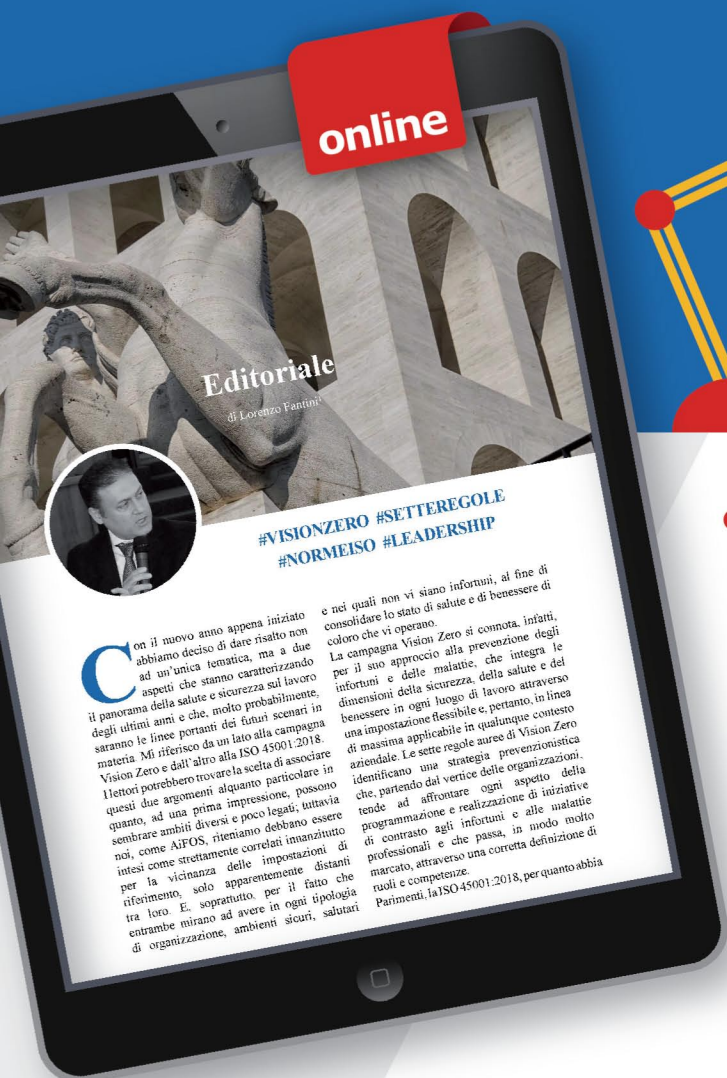 online
Editoriale
di Lorenzo Fantini¹
#VISIONZERO #SETTEREGOLE
#NORMEISO #LEADERSHIP
Con il nuovo anno appena iniziato
abbiamo deciso di dare risalto non
ad un’unica tematica, ma a due
aspetti che stanno caratterizzando
il panorama della salute e sicurezza sul lavoro
degli ultimi anni e che, molto probabilmente,
saranno le linee portanti dei futuri scenari in
materia. Mi riferisco da un lato alla campagna
Vision Zero e dall’altro alla ISO 45001:2018.
I lettori potrebbero trovare la scelta di associare
questi due argomenti alquanto particolare in
quanto, ad una prima impressione, possono
sembrare ambiti diversi e poco legati; tuttavia
noi, come AiFOS, riteniamo debbano essere
intesi come strettamente correlati innanzitutto
per la vicinanza delle impostazioni di
riferimento, solo apparentemente distanti
tra loro. E, soprattutto, per il fatto che
entrambe mirano ad avere in ogni tipologia
di organizzazione, ambienti sicuri, salutari
e nei quali non vi siano infortuni, al fine di
consolidare lo stato di salute e di benessere di
coloro che vi operano.
La campagna Vision Zero si connota, infatti,
per il suo approccio alla prevenzione degli
infortuni e delle malattie, che integra le
dimensioni della sicurezza, della salute e del
benessere in ogni luogo di lavoro attraverso
una impostazione flessibile e, pertanto, in linea
di massima applicabile in qualunque contesto
aziendale. Le sette regole auree di Vision Zero
identificano una strategia prevenzionistica
che, partendo dal vertice delle organizzazioni,
tende ad affrontare ogni aspetto della
programmazione e realizzazione di iniziative
di contrasto agli infortuni e alle malattie
professionali e che passa, in modo molto
marcato, attraverso una corretta definizione di
ruoli e competenze.
Parimenti, la ISO 45001:2018, per quanto abbia